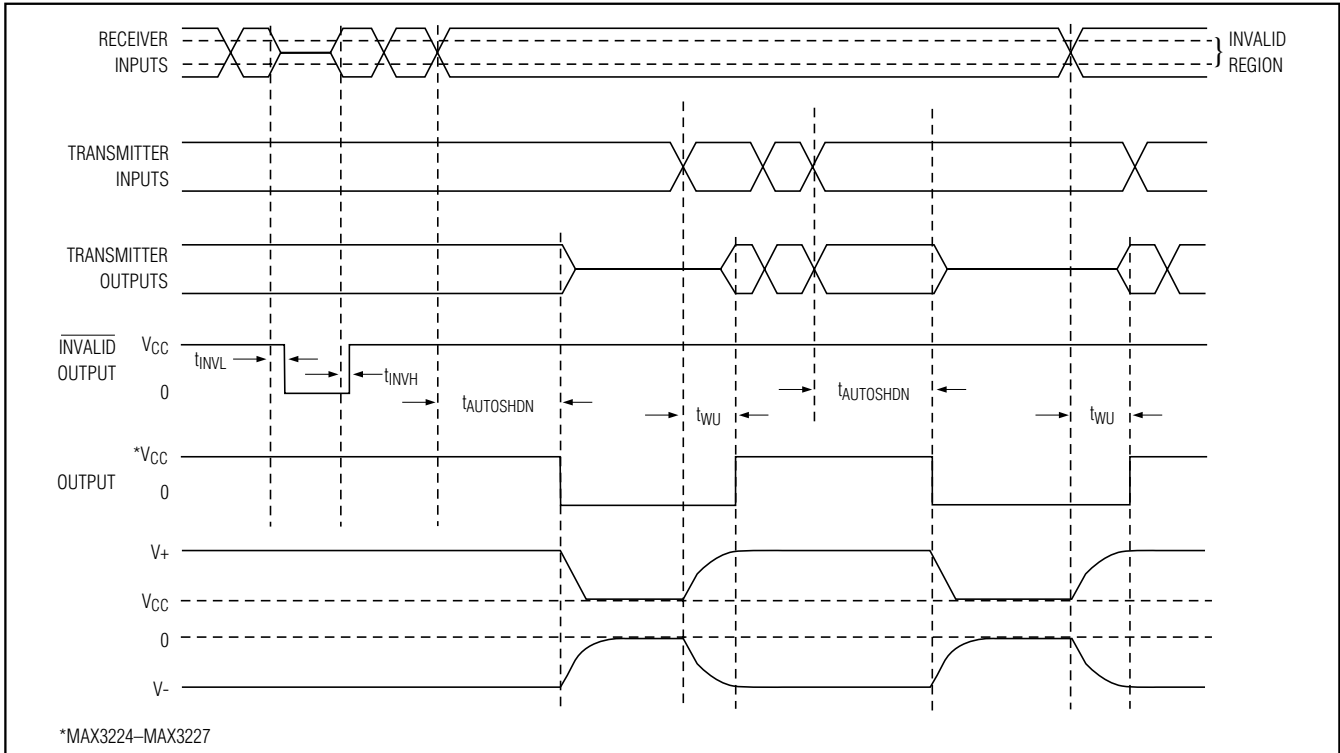 RECEIVER
INPUTS
} INVALID
REGION
TRANSMITTER
INPUTS
TRANSMITTER
OUTPUTS
INVALID
OUTPUT
VCC
0
tINVL
tINVH
tAUTOSHDN
tWU
tAUTOSHDN
tWU
OUTPUT
*VCC
0
V+
VCC
0
V-
*MAX3224–MAX3227